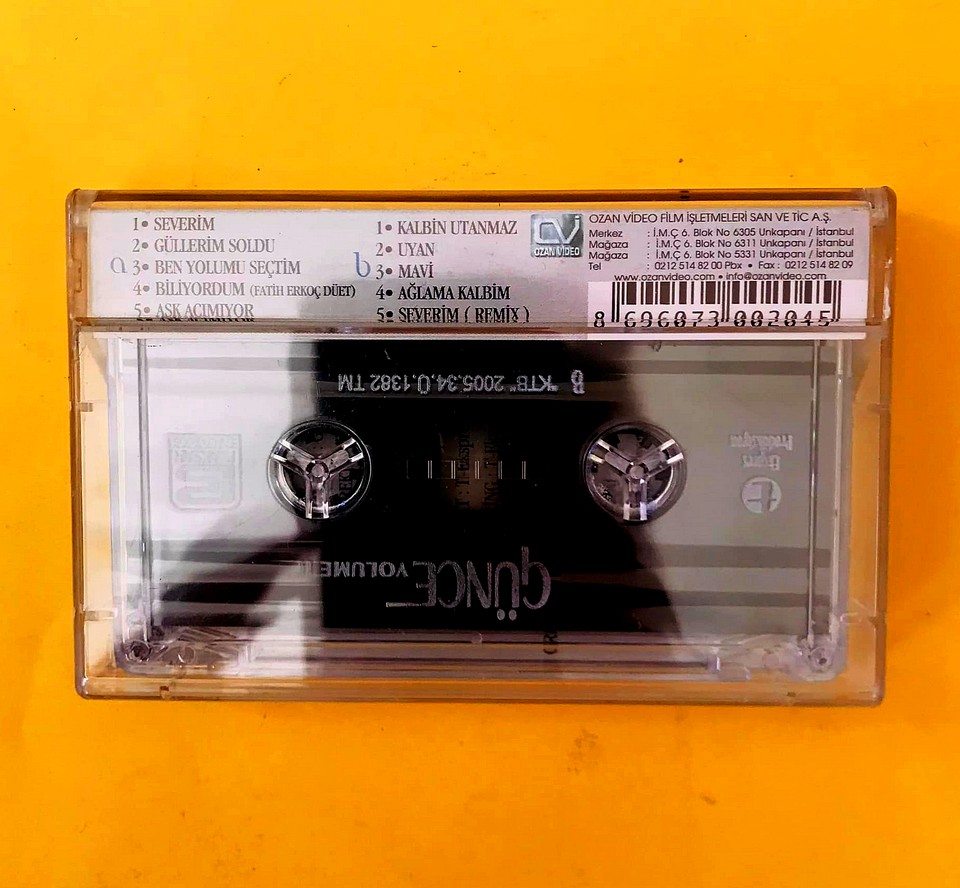 a
1• SEVERİM
2• GÜLLERİM SOLDU
3• BEN YOLUMU SEÇTİM
4• BİLİYORDUM (FATİH ERKOÇ DÜET)
5• AŞK ACIMIYOR
b
1• KALBİN UTANMAZ
2• UYAN
3• MAVİ
4• AĞLAMA KALBİM
5• SEVERİM ( REMİX )
OZAN VİDEO
OZAN VİDEO FİLM İŞLETMELERİ SAN VE TİC A.Ş.
Merkez : İ.M.Ç 6. Blok No 6305 Unkapanı / İstanbul
Mağaza : İ.M.Ç 6. Blok No 6311 Unkapanı / İstanbul
Mağaza : İ.M.Ç 6. Blok No 5331 Unkapanı / İstanbul
Tel : 0212 514 82 00 Pbx • Fax : 0212 514 82 09
www.ozanvideo.com • info@ozanvideo.com
8 696073 002045
B "KTB" 2005.34.Ü.1382 TM
GÜNCE VOLUME II